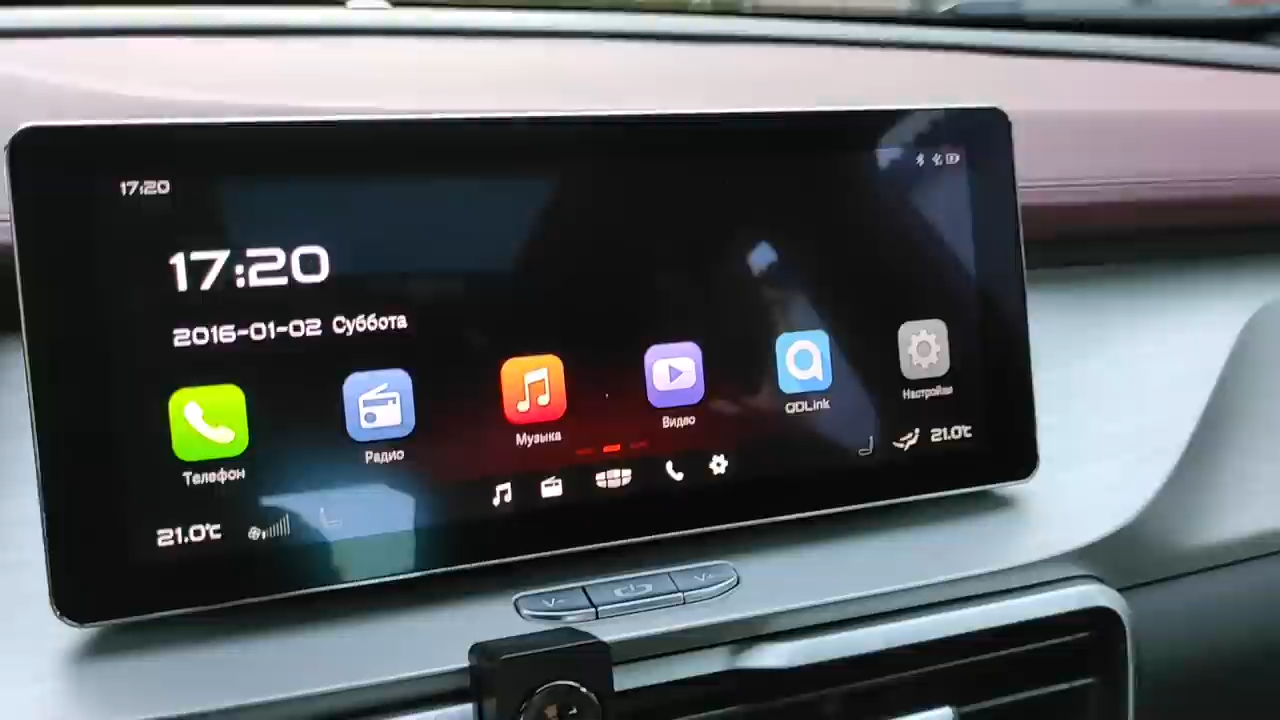 17:20
17:20
2016-01-02 Суббота
Телефон
Радио
Музыка
Видео
QDLink
Настройки
21.0℃
21.0℃
V-
V+